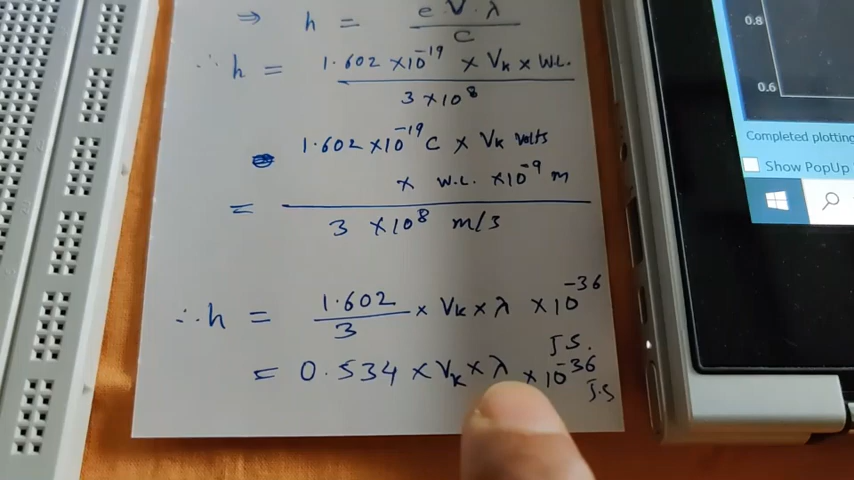 ⇒ h = e V. λ / C
∴ h = 1.602 ×10⁻¹⁹ × Vₖ × W.L. / 3 ×10⁸
= 1.602 ×10⁻¹⁹ C × Vₖ volts
× W.L. ×10⁻⁹ m
/ 3 ×10⁸ m/s
∴ h = 1.602 / 3 × Vₖ × λ × 10⁻³⁶
J S.
= 0.534 × Vₖ × λ × 10⁻³⁶
J.S
0.8
0.6
Completed plotting
Show PopUp